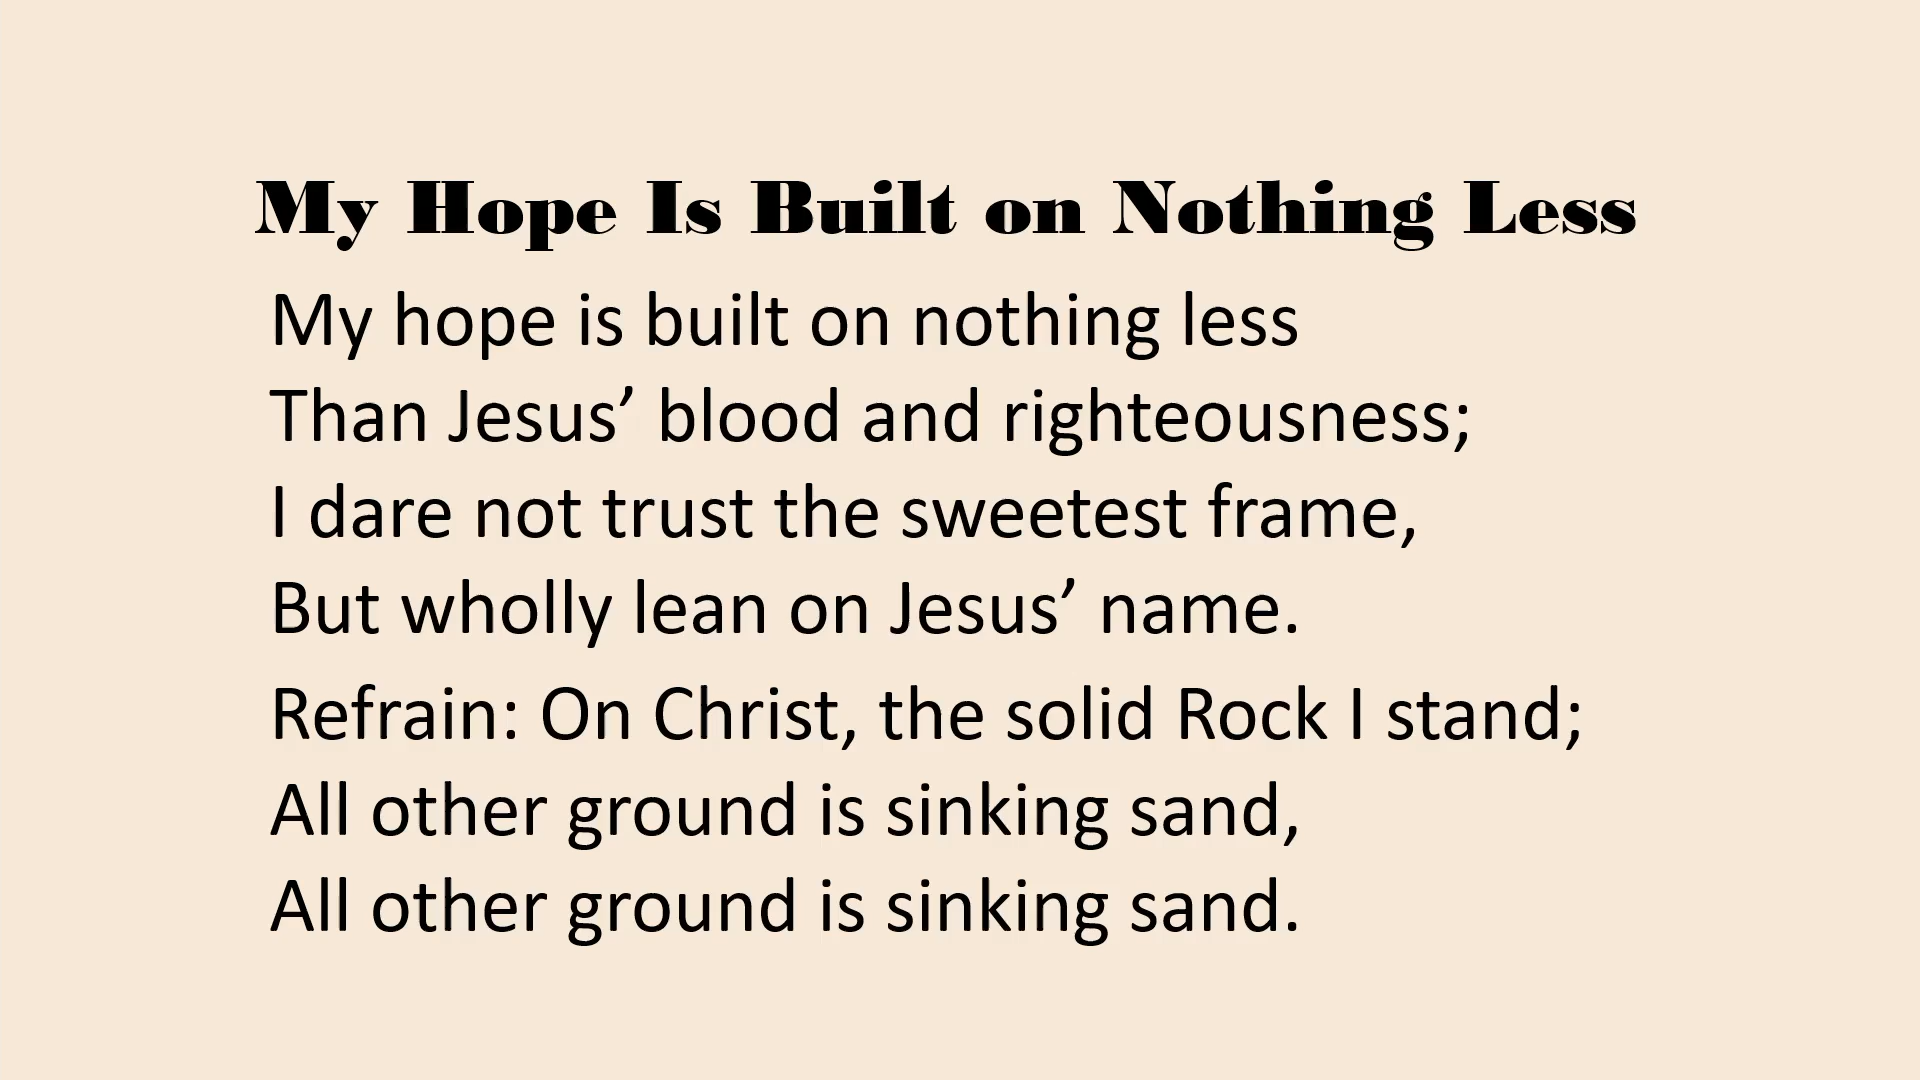 My Hope Is Built on Nothing Less
My hope is built on nothing less
Than Jesus’ blood and righteousness;
I dare not trust the sweetest frame,
But wholly lean on Jesus’ name.
Refrain: On Christ, the solid Rock I stand;
All other ground is sinking sand,
All other ground is sinking sand.